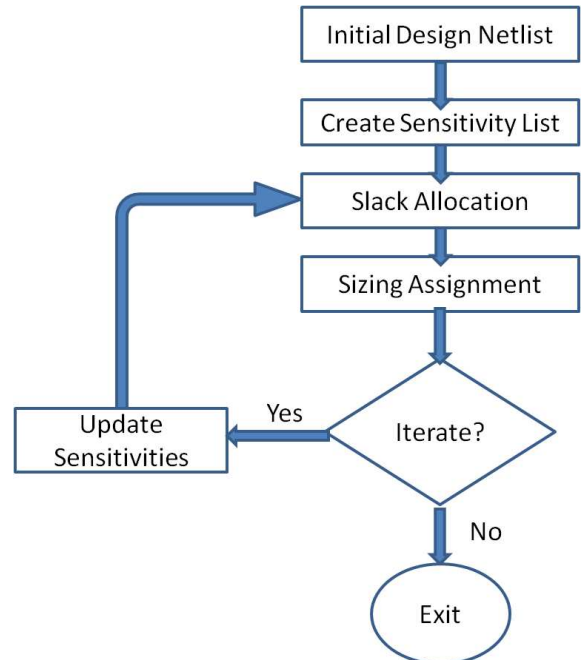 Initial Design Netlist
Create Sensitivity List
Slack Allocation
Sizing Assignment
Iterate?
Yes
Update
Sensitivities
No
Exit